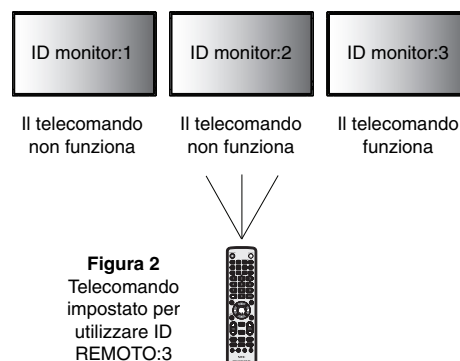 ID monitor:1
ID monitor:2
ID monitor:3
Il telecomando
non funziona
Il telecomando
non funziona
Il telecomando
funziona
Figura 2
Telecomando
impostato per
utilizzare ID
REMOTO:3